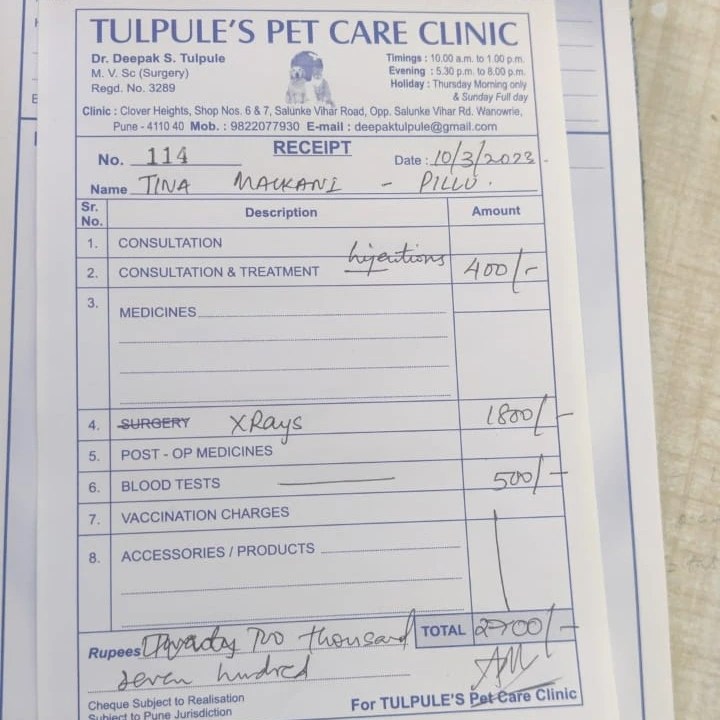 TULPULE'S PET CARE CLINIC
Dr. Deepak S. Tulpule
M. V. Sc (Surgery)
Regd. No. 3289
Timings : 10.00 a.m. to 1.00 p.m.
Evening : 5.30 p.m. to 8.00 p.m.
Holiday : Thursday Morning only
& Sunday Full day
Clinic : Clover Heights, Shop Nos. 6 & 7, Salunke Vihar Road, Opp. Salunke Vihar Rd. Wanowrie,
Pune - 4110 40 Mob. : 9822077930 E-mail : deepaktulpule@gmail.com
RECEIPT
No. 114 Date : 10/3/2023.
Name TINA MALKANI - PILLU.
Sr. No. Description Amount
1. CONSULTATION
2. CONSULTATION & TREATMENT Injections 400/-
3. MEDICINES
4. SURGERY X Rays 1800/-
5. POST - OP MEDICINES
6. BLOOD TESTS 500/-
7. VACCINATION CHARGES
8. ACCESSORIES / PRODUCTS
TOTAL 2700/-
Rupees Two thousand
seven hundred
Cheque Subject to Realisation
Subject to Pune Jurisdiction
For TULPULE'S Pet Care Clinic